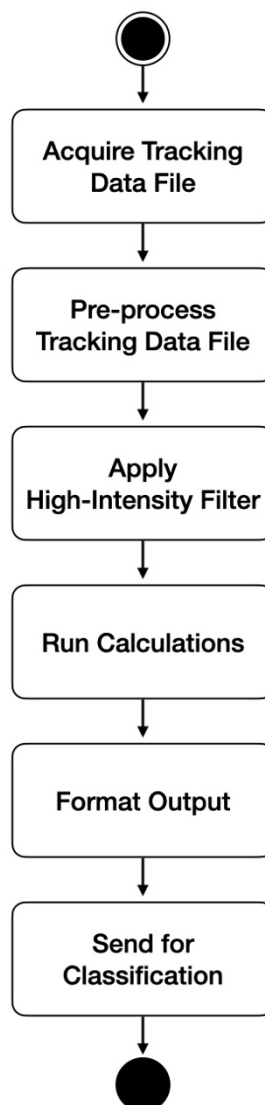 Acquire Tracking
Data File
Pre-process
Tracking Data File
Apply
High-Intensity Filter
Run Calculations
Format Output
Send for
Classification